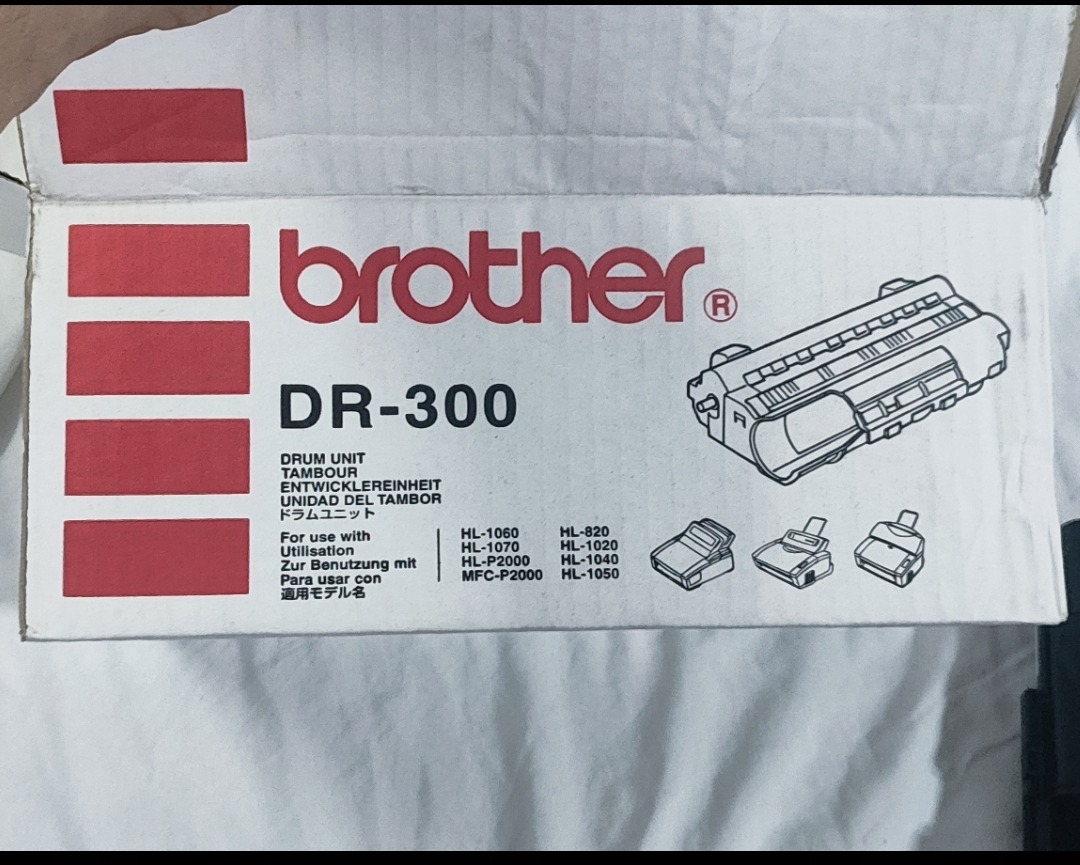 brother®
DR-300
DRUM UNIT
TAMBOUR
ENTWICKLEREINHEIT
UNIDAD DEL TAMBOR
ドラムユニット
For use with
Utilisation
Zur Benutzung mit
Para usar con
適用モデル名
HL-1060 HL-820
HL-1070 HL-1020
HL-P2000 HL-1040
MFC-P2000 HL-1050